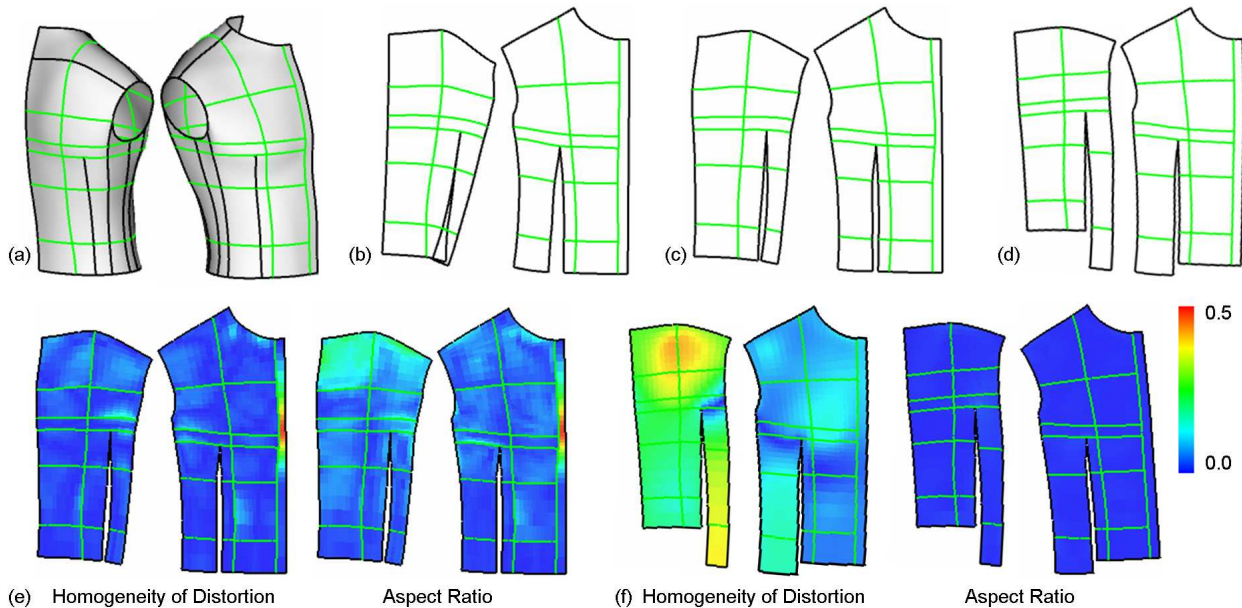 (a)
(b)
(c)
(d)
0.5
0.0
(e) Homogeneity of Distortion Aspect Ratio
(f) Homogeneity of Distortion Aspect Ratio